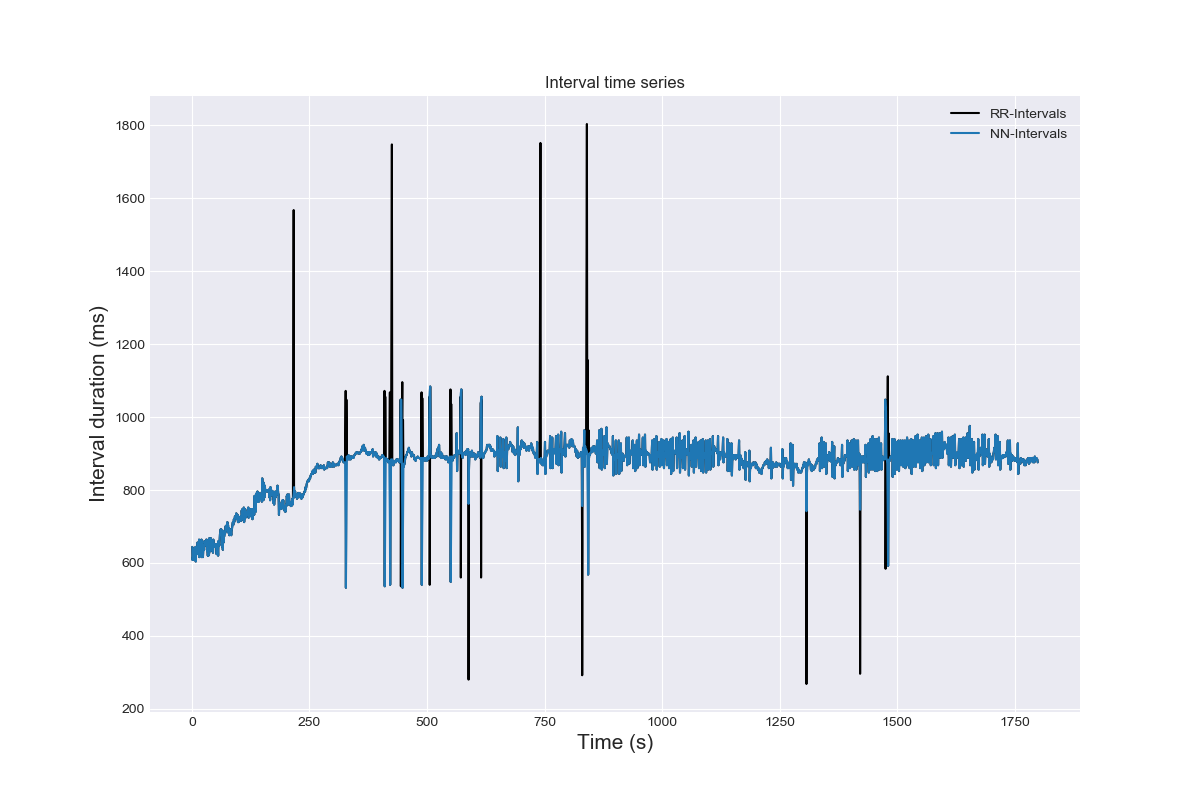 Interval time series
RR-Intervals
NN-Intervals
1800
1600
1400
1200
1000
800
600
400
200
Interval duration (ms)
0 250 500 750 1000 1250 1500 1750
Time (s)